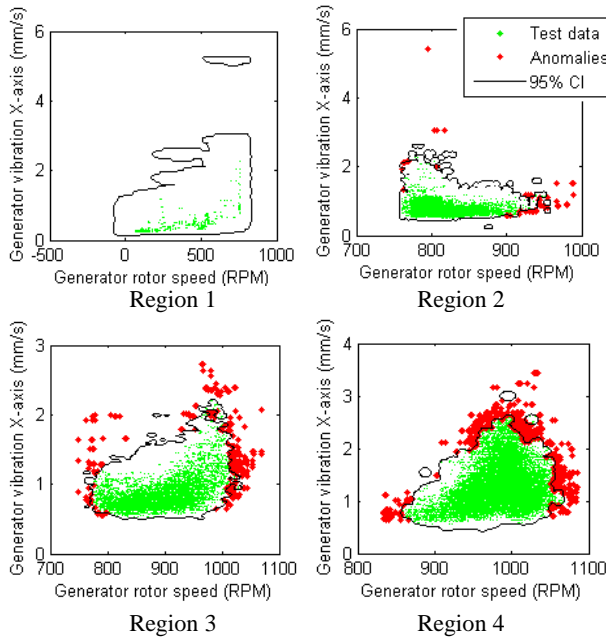 6
4
2
0
-500
0
500
1000
Generator vibration X-axis (mm/s)
Generator rotor speed (RPM)
Region 1
6
4
2
0
700
800
900
1000
Generator vibration X-axis (mm/s)
Generator rotor speed (RPM)
Test data
Anomalies
95% CI
Region 2
3
2
1
0
700
800
900
1000
1100
Generator vibration X-axis (mm/s)
Generator rotor speed (RPM)
Region 3
4
3
2
1
0
800
900
1000
1100
Generator vibration X-axis (mm/s)
Generator rotor speed (RPM)
Region 4